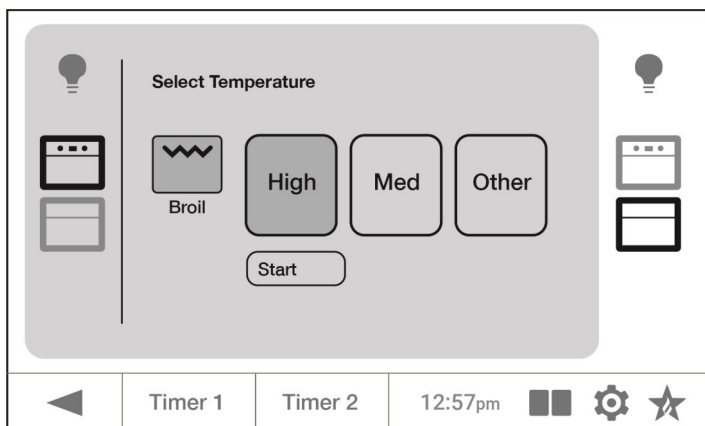 Select Temperature
High Med Other
Broil
Start
Timer 1 Timer 2 12:57pm